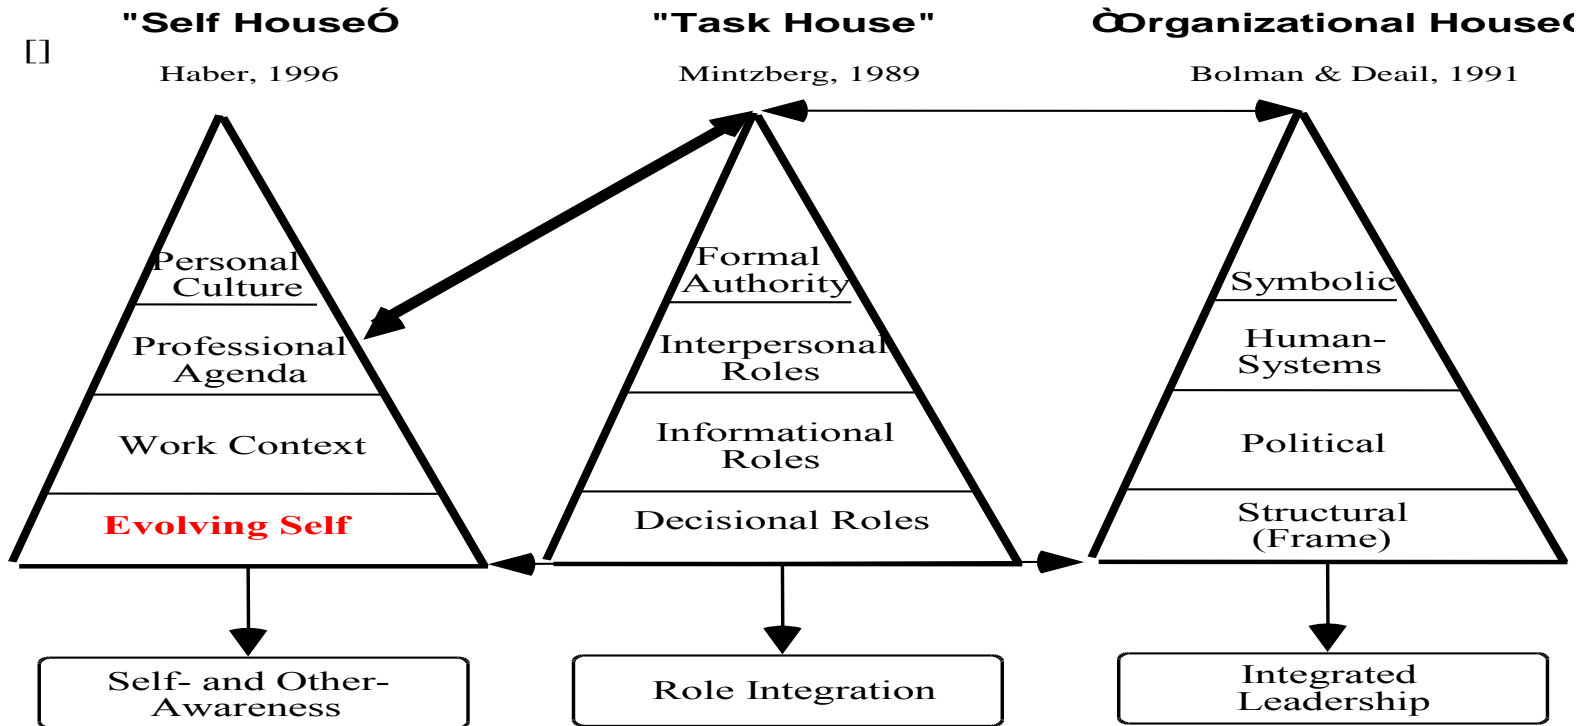 "Self HouseÓ
"Task House"
ÒOrganizational HouseÓ
[]
Haber, 1996
Mintzberg, 1989
Bolman & Deail, 1991
Personal
Culture
Professional
Agenda
Work Context
Evolving Self
Formal
Authority
Interpersonal
Roles
Informational
Roles
Decisional Roles
Symbolic
Human-
Systems
Political
Structural
(Frame)
Self- and Other-
Awareness
Role Integration
Integrated
Leadership